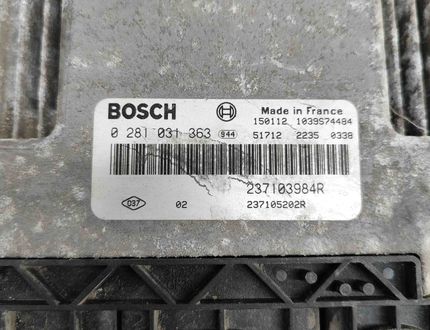 BOSCH Made in France
150112 1039S74484
0 281 031 363 944 51712 2235 0338
237103984R
D37 02 237105202R